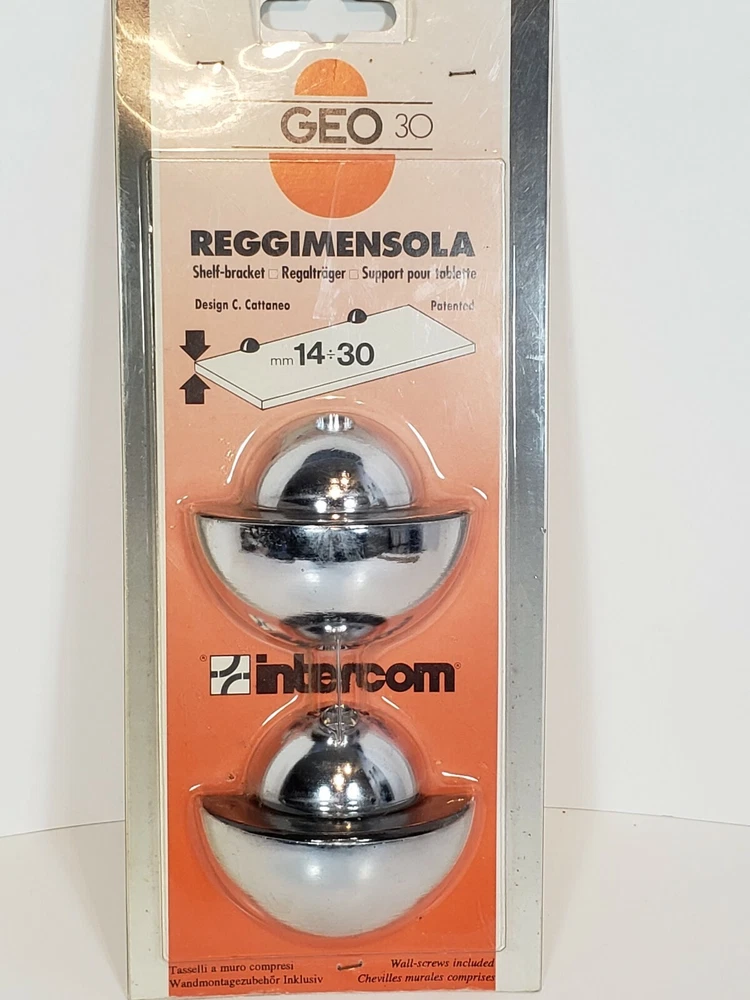 GEO 30
REGGIMENSOLA
Shelf-bracket □ Regalträger □ Support pour tablette
Design C. Cattaneo
Patented
mm 14÷30
® intercom®
Tasselli a muro compresi
Wandmontagezubehör Inklusiv
Wall-screws included
Chevilles murales comprises